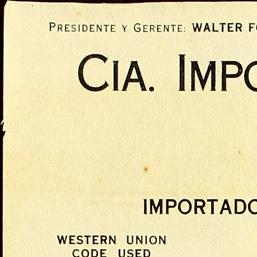 PRESIDENTE Y GERENTE: WALTER F
CIA. IMPO
IMPORTADO
WESTERN UNION
CODE USED